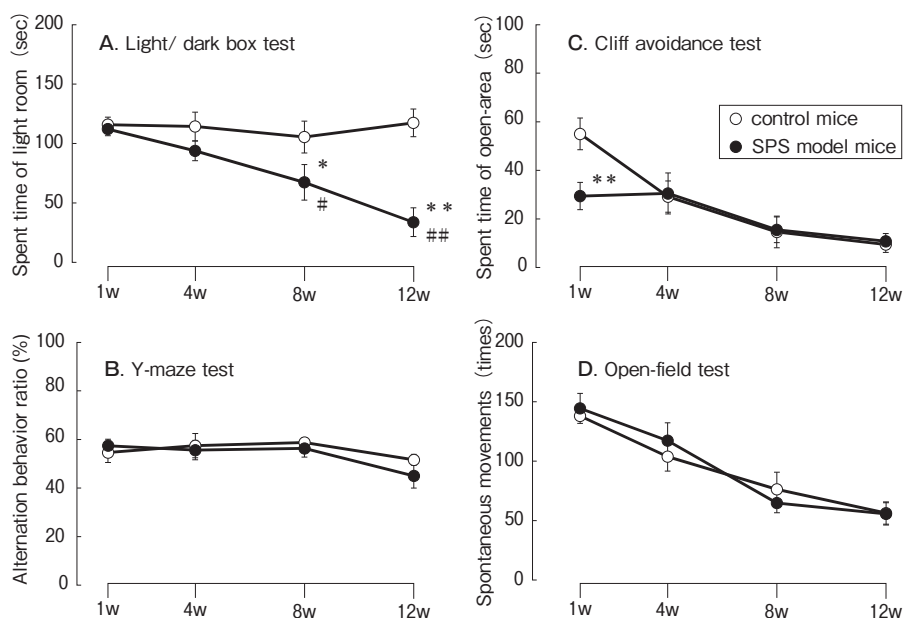 A. Light/ dark box test
Spent time of light room (sec)
200
150
100
50
0
*
#
* *
##
1w 4w 8w 12w
C. Cliff avoidance test
Spent time of open-area (sec)
100
80
60
40
20
0
control mice
SPS model mice
* *
1w 4w 8w 12w
B. Y-maze test
Alternation behavior ratio (%)
100
80
60
40
20
0
1w 4w 8w 12w
D. Open-field test
Spontaneous movements (times)
200
150
100
50
0
1w 4w 8w 12w